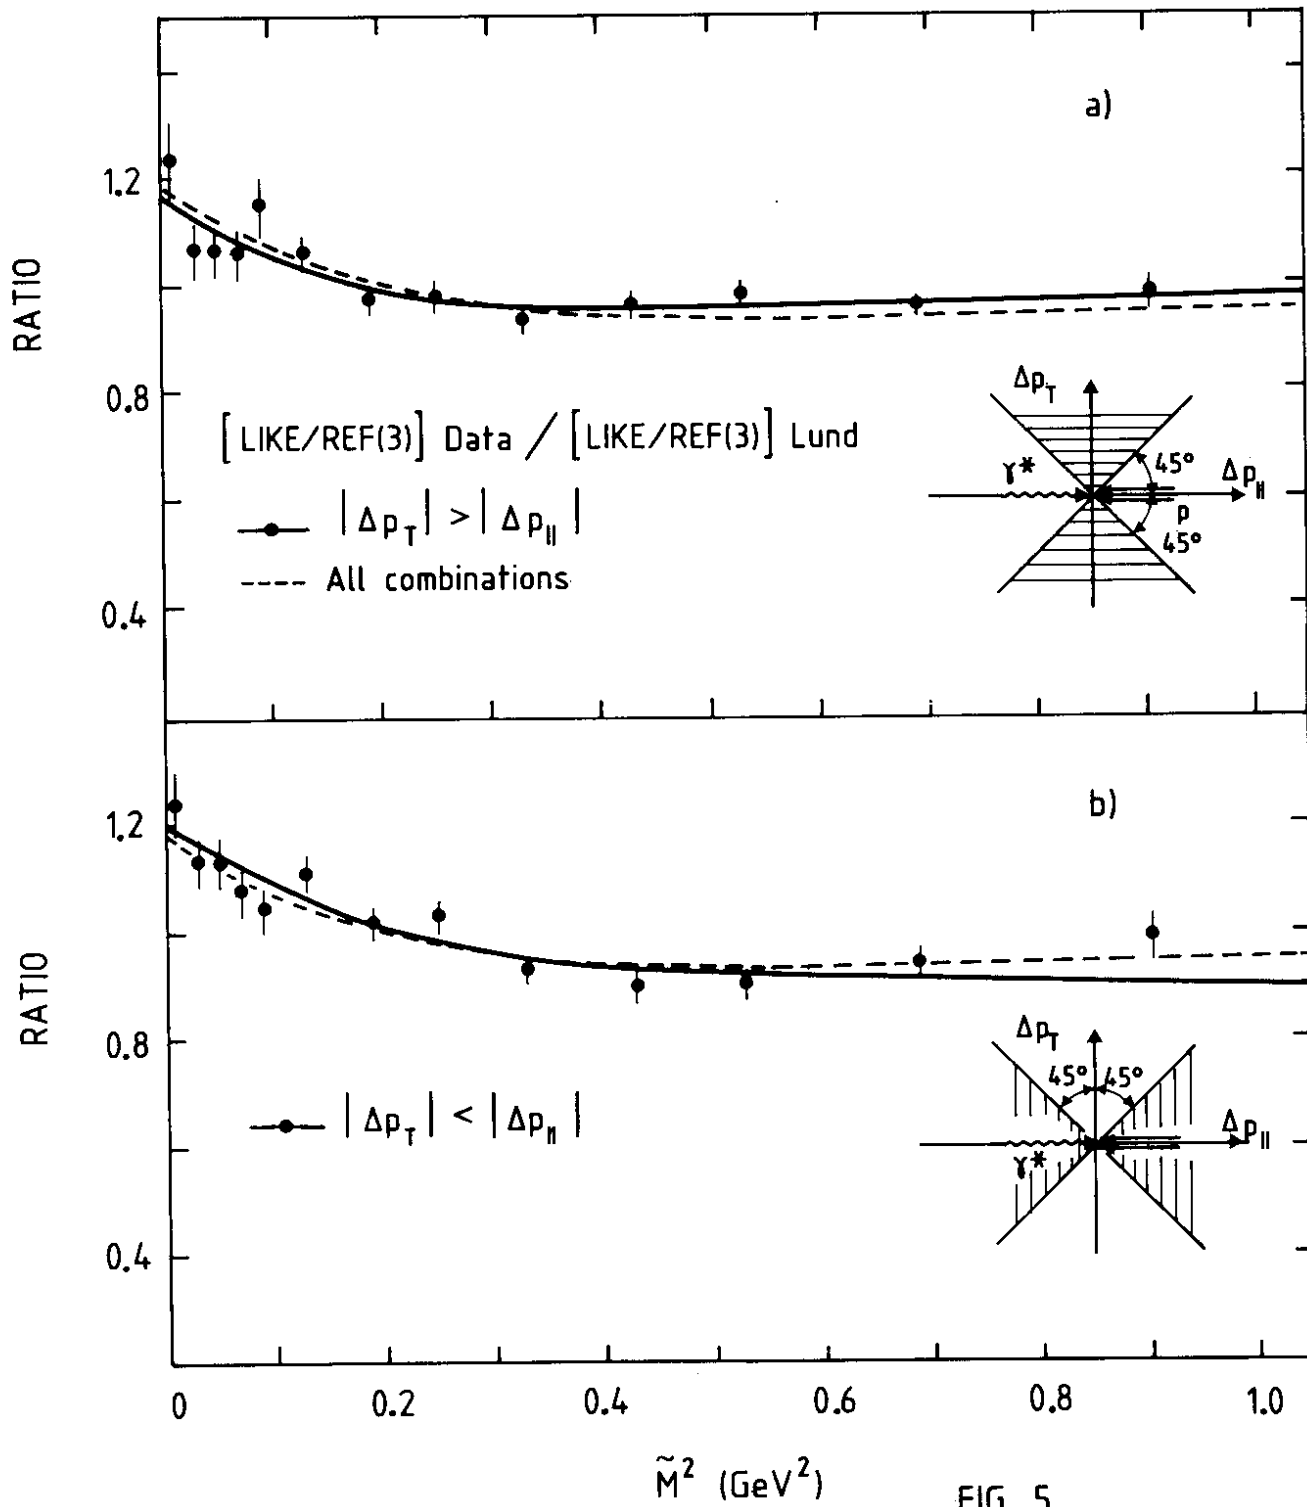 a)
1.2
RATIO
0.8
0.4
[LIKE/REF(3)] Data / [LIKE/REF(3)] Lund
|Δp_T| > |Δp_||| 
---- All combinations
Δp_T
γ*
45°
Δp_||
p
45°
b)
1.2
RATIO
0.8
0.4
|Δp_T| < |Δp_||| 
Δp_T
45° 45°
Δp_||
γ*
0 0.2 0.4 0.6 0.8 1.0
M̃² (GeV²)
FIG. 5